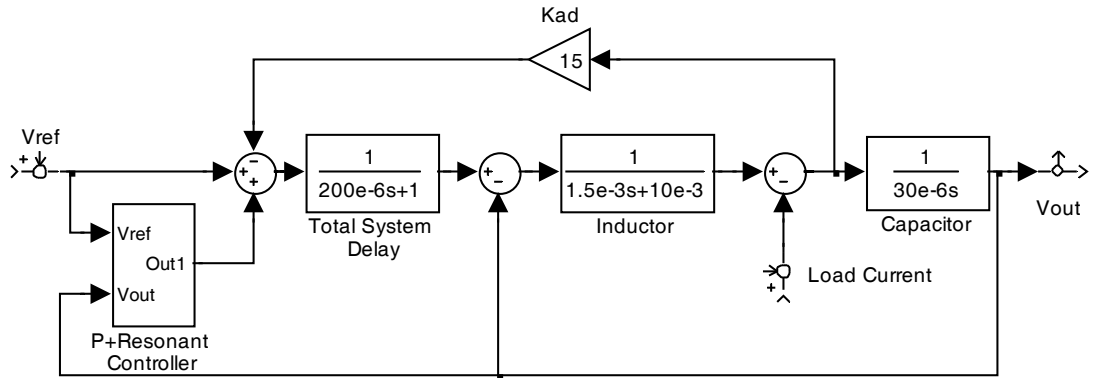 Kad
15
Vref
+
−
+
+
1
200e-6s+1
Total System
Delay
+
−
1
1.5e-3s+10e-3
Inductor
+
−
1
30e-6s
Capacitor
Vout
Vref
Out1
Vout
P+Resonant
Controller
Load Current
+